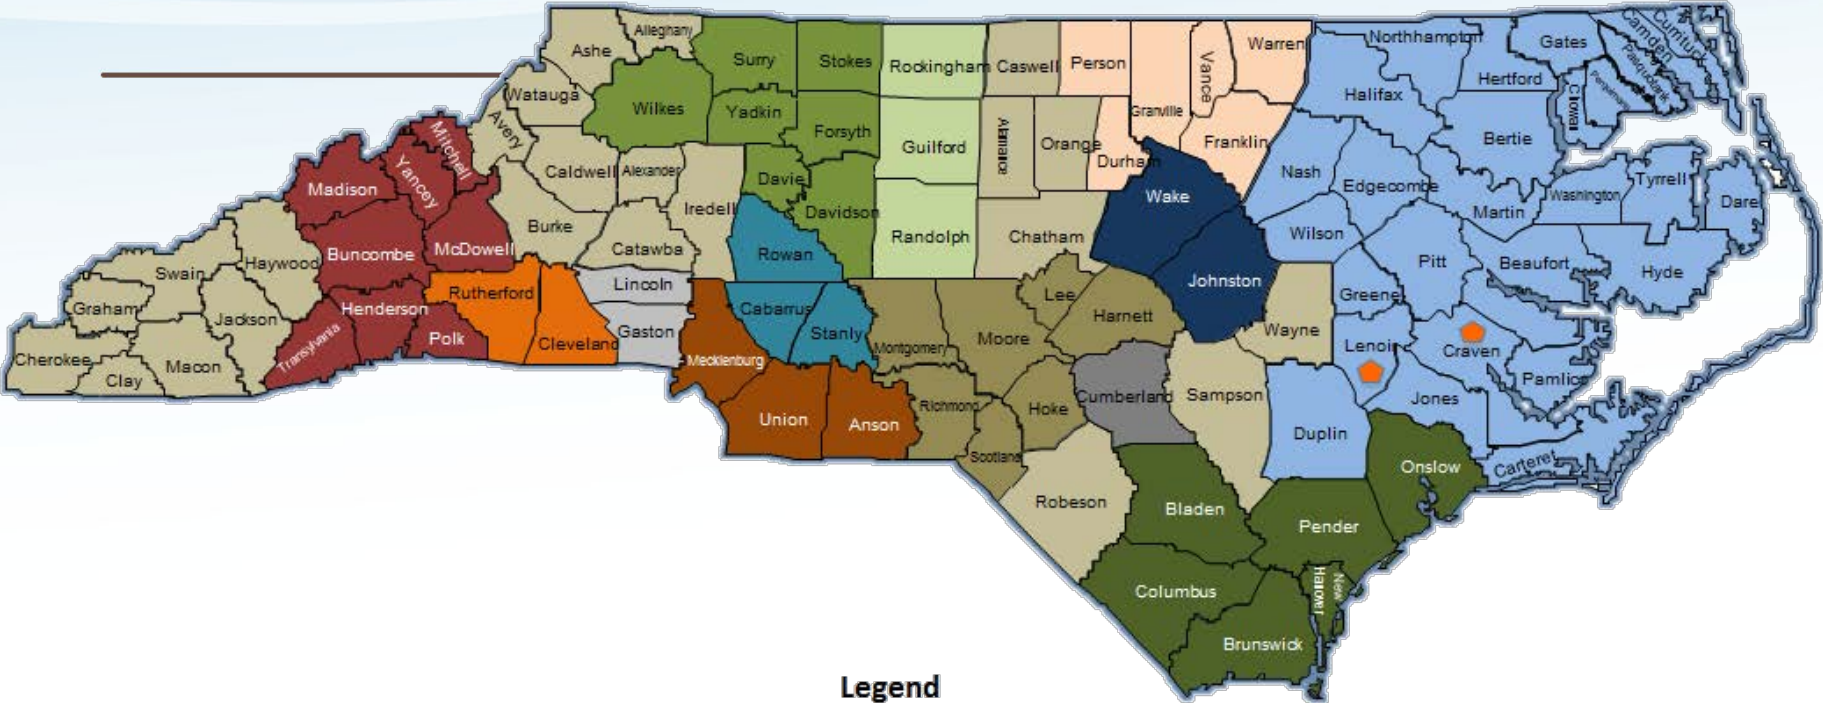 Ashe
Alleghany
Surry
Stokes
Rockingham
Caswell
Person
Vance
Warren
Northhampton
Gates
Camden
Currituck
Pasquotank
Perquimans
Hertford
Watauga
Wilkes
Yadkin
Forsyth
Guilford
Alamance
Orange
Durham
Granville
Franklin
Halifax
Bertie
Chowan
Avery
Mitchell
Yancey
Madison
Caldwell
Alexander
Iredell
Davie
Davidson
Randolph
Chatham
Wake
Nash
Edgecombe
Martin
Washington
Tyrrell
Dare
Burke
Catawba
Rowan
McDowell
Buncombe
Haywood
Swain
Graham
Jackson
Henderson
Rutherford
Lincoln
Cabarrus
Stanly
Lee
Harnett
Johnston
Wilson
Pitt
Beaufort
Hyde
Greene
Wayne
Cherokee
Clay
Macon
Transylvania
Polk
Cleveland
Gaston
Mecklenburg
Montgomery
Moore
Lenoir
Craven
Pamlico
Jones
Union
Anson
Richmond
Hoke
Cumberland
Sampson
Duplin
Scotland
Robeson
Bladen
Pender
Onslow
Carteret
Columbus
New
Hanover
Brunswick
Legend